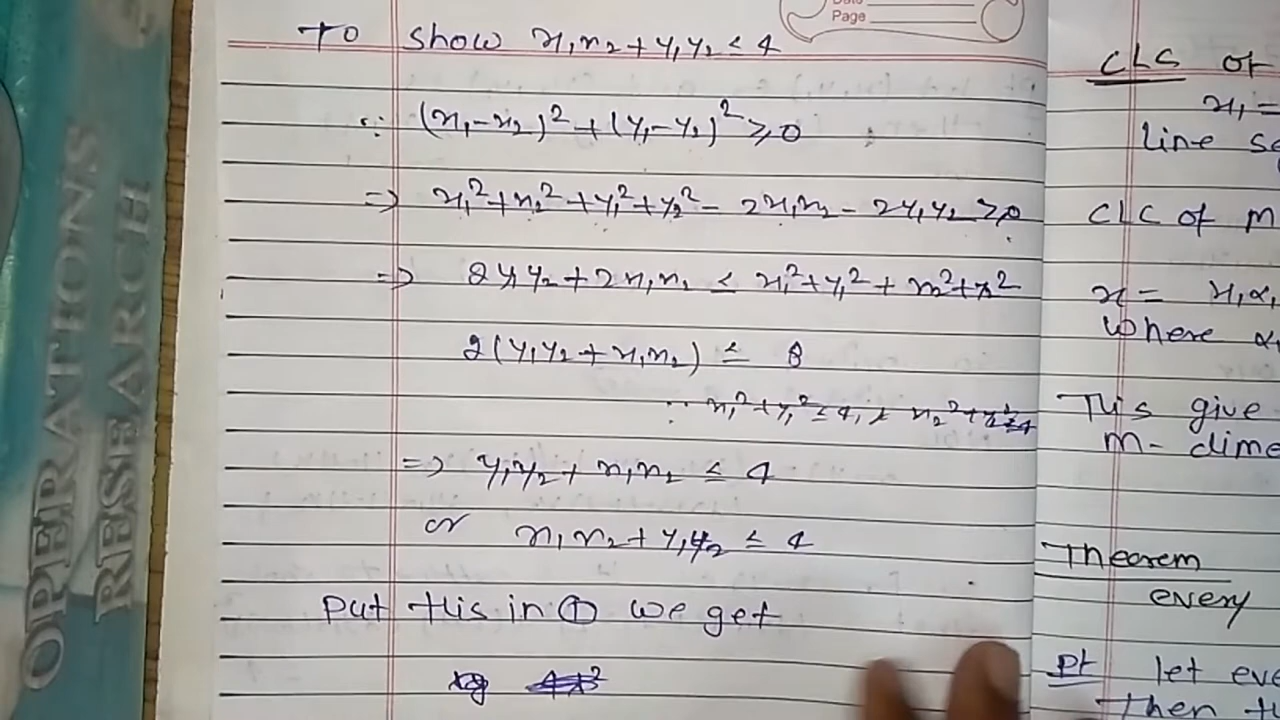 Page
To show x₁x₂ + y₁y₂ ≤ 4
∵ (x₁-x₂)² + (y₁-y₂)² ≥ 0
=> x₁² + x₂² + y₁² + y₂² - 2x₁x₂ - 2y₁y₂ ≥ 0
=> 2y₁y₂ + 2x₁x₂ ≤ x₁² + y₁² + x₂² + y₂²
2(y₁y₂ + x₁x₂) ≤ 8
∵ x₁² + y₁² ≤ 4, & x₂² + y₂² ≤ 4
=> y₁y₂ + x₁x₂ ≤ 4
or x₁x₂ + y₁y₂ ≤ 4
Put this in ① we get
CLS of
x₁ =
line se
CLC of m
x = x₁α₁
where α₁
This give
m- dime
Theorem
every
Pf let eve
Then
OPERATIONS
RESEARCH